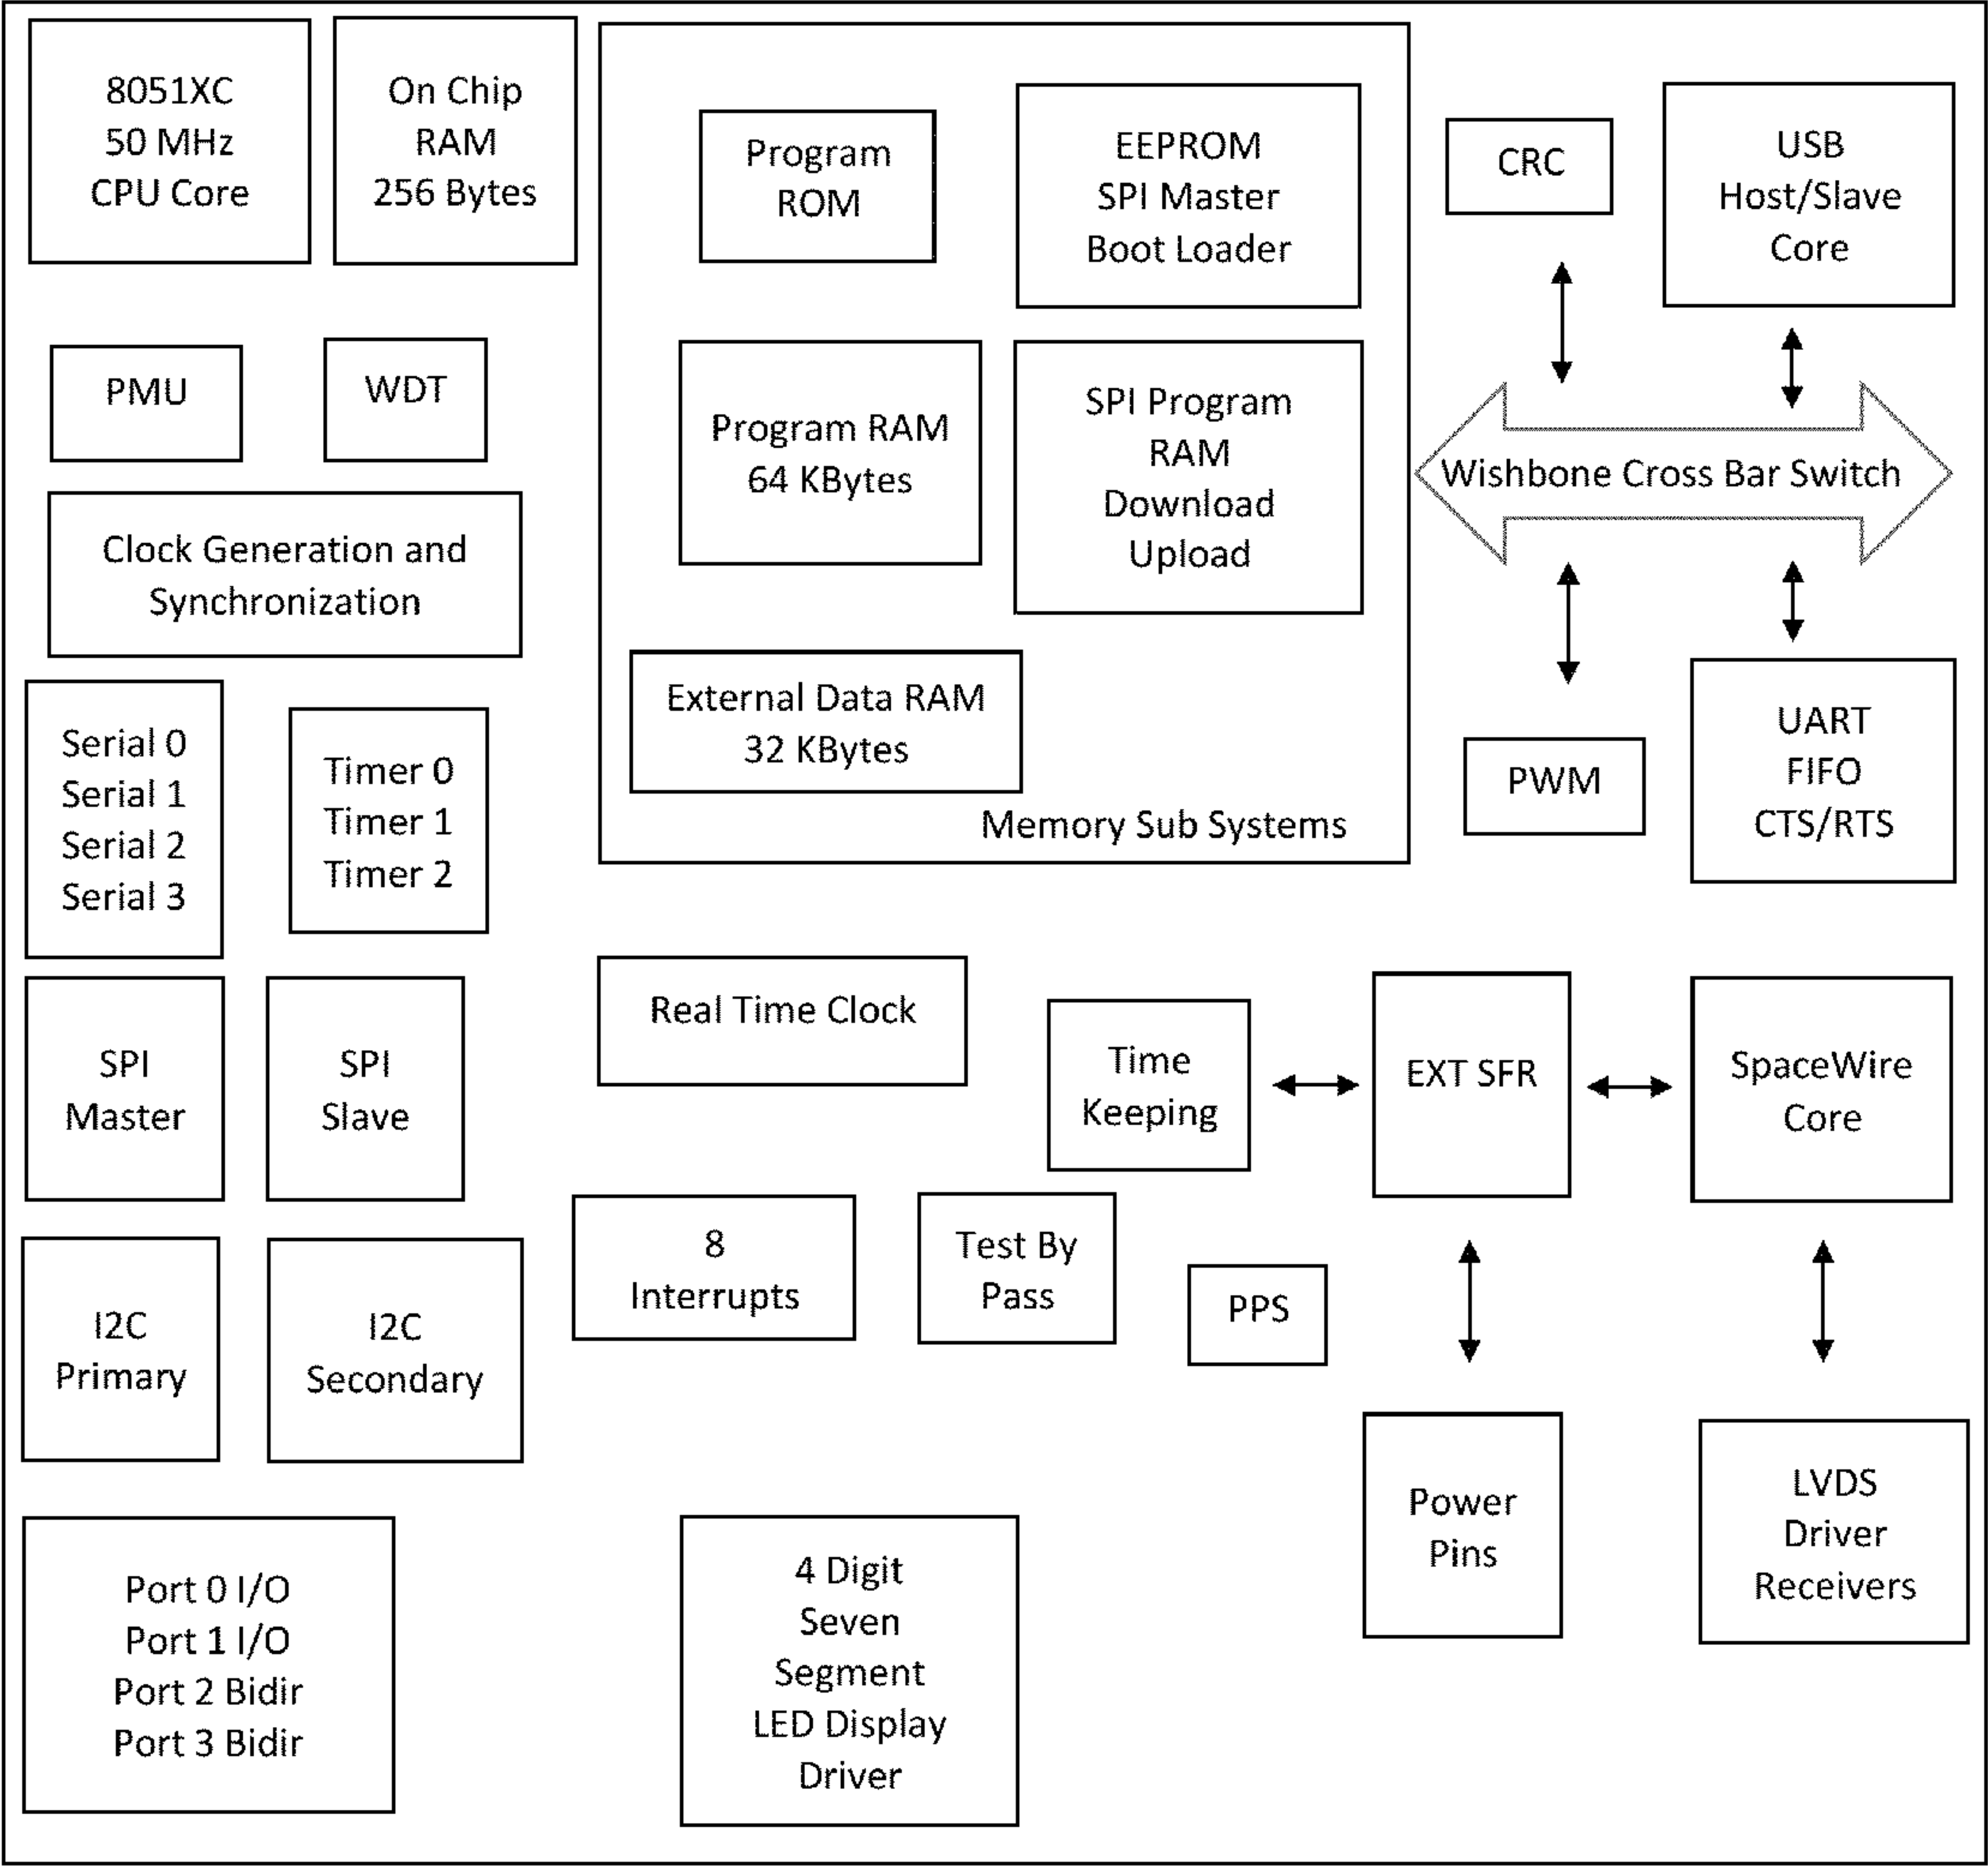 8051XC
50 MHz
CPU Core
On Chip
RAM
256 Bytes
Program
ROM
EEPROM
SPI Master
Boot Loader
CRC
USB
Host/Slave
Core
PMU
WDT
Program RAM
64 KBytes
SPI Program
RAM
Download
Upload
Wishbone Cross Bar Switch
Clock Generation and
Synchronization
External Data RAM
32 KBytes
Memory Sub Systems
PWM
UART
FIFO
CTS/RTS
Serial 0
Serial 1
Serial 2
Serial 3
Timer 0
Timer 1
Timer 2
Real Time Clock
Time
Keeping
EXT SFR
SpaceWire
Core
SPI
Master
SPI
Slave
8
Interrupts
Test By
Pass
PPS
I2C
Primary
I2C
Secondary
Power
Pins
LVDS
Driver
Receivers
Port 0 I/O
Port 1 I/O
Port 2 Bidir
Port 3 Bidir
4 Digit
Seven
Segment
LED Display
Driver